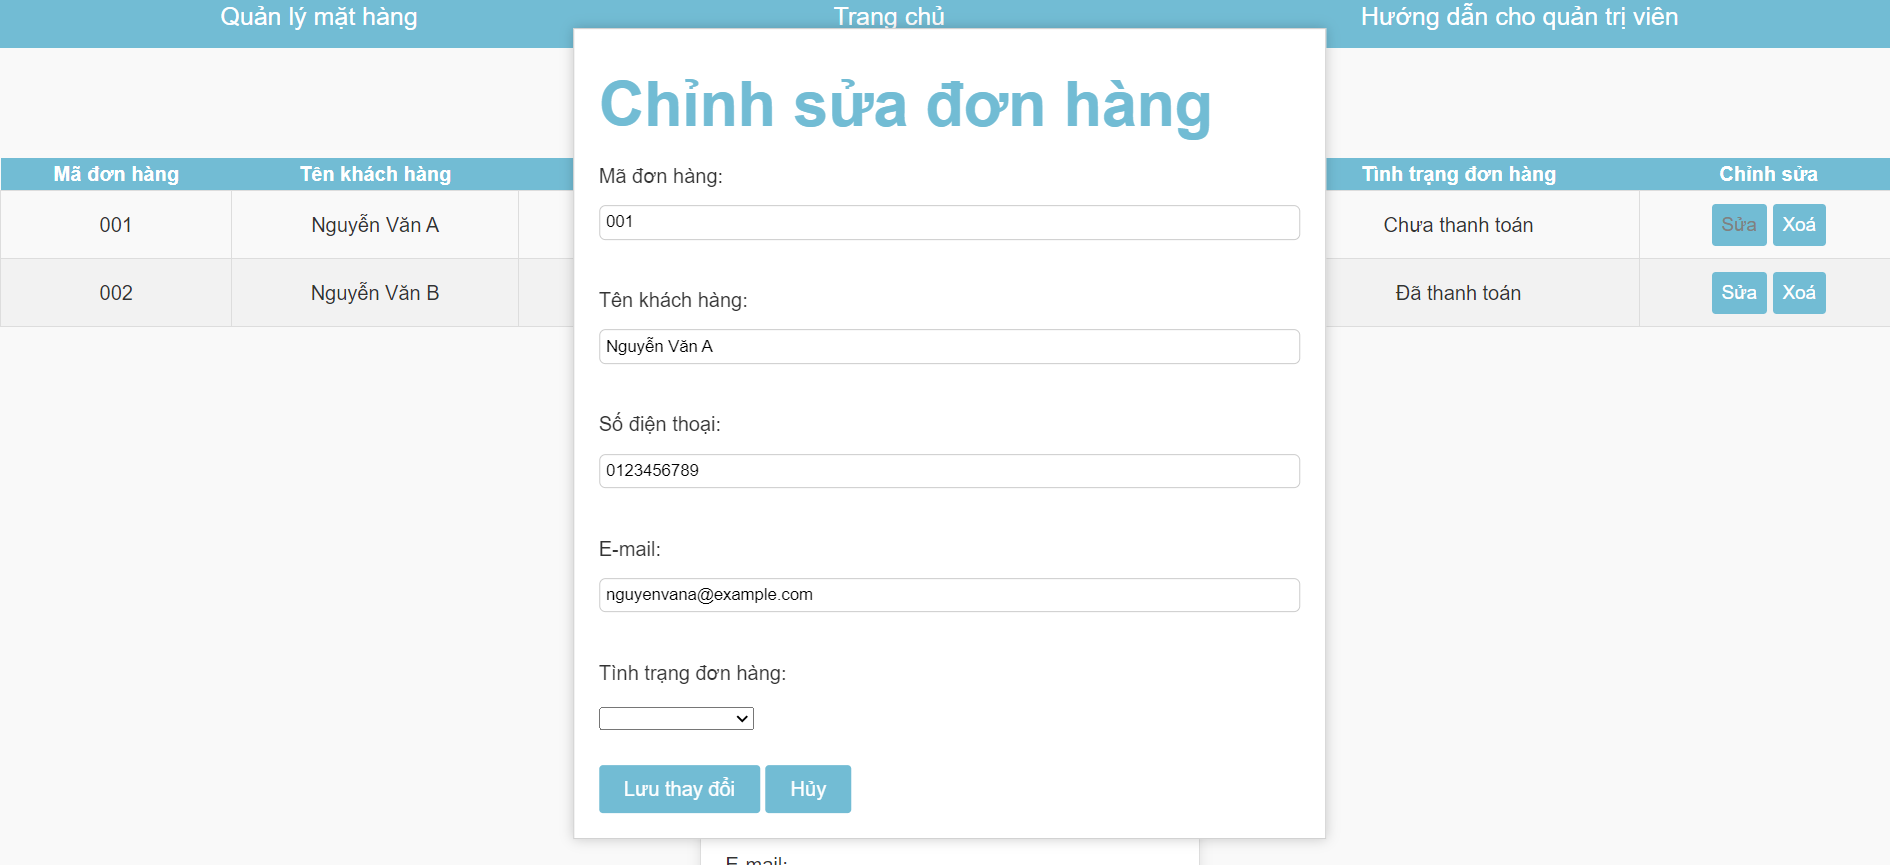 Quản lý mặt hàng
Trang chủ
Hướng dẫn cho quản trị viên
Chỉnh sửa đơn hàng
Mã đơn hàng:
001
Tên khách hàng:
Nguyễn Văn A
Số điện thoại:
0123456789
E-mail:
nguyenvana@example.com
Tình trạng đơn hàng:
Lưu thay đổi Hủy
Mã đơn hàng Tên khách hàng Tình trạng đơn hàng Chỉnh sửa
001 Nguyễn Văn A Chưa thanh toán Sửa Xoá
002 Nguyễn Văn B Đã thanh toán Sửa Xoá
E-mail: